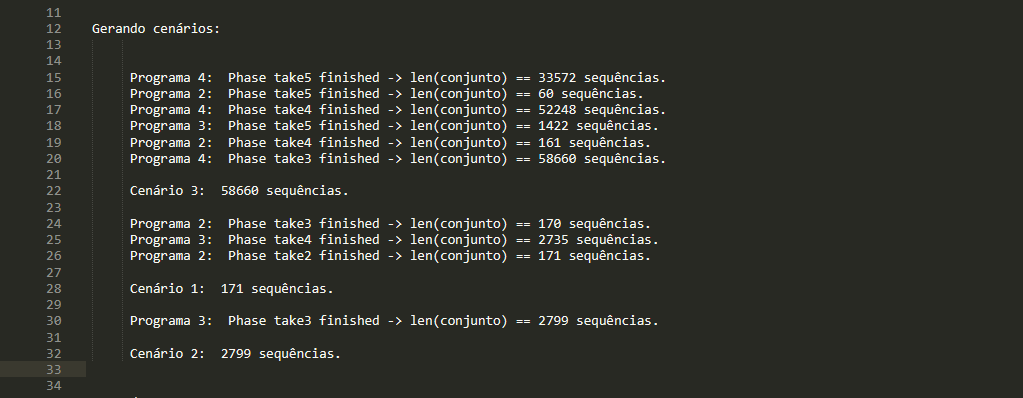 11
12 Gerando cenários:
13
14
15 Programa 4:  Phase take5 finished -> len(conjunto) == 33572 sequências.
16 Programa 2:  Phase take5 finished -> len(conjunto) == 60 sequências.
17 Programa 4:  Phase take4 finished -> len(conjunto) == 52248 sequências.
18 Programa 3:  Phase take5 finished -> len(conjunto) == 1422 sequências.
19 Programa 2:  Phase take4 finished -> len(conjunto) == 161 sequências.
20 Programa 4:  Phase take3 finished -> len(conjunto) == 58660 sequências.
21
22 Cenário 3:  58660 sequências.
23
24 Programa 2:  Phase take3 finished -> len(conjunto) == 170 sequências.
25 Programa 3:  Phase take4 finished -> len(conjunto) == 2735 sequências.
26 Programa 2:  Phase take2 finished -> len(conjunto) == 171 sequências.
27
28 Cenário 1:  171 sequências.
29
30 Programa 3:  Phase take3 finished -> len(conjunto) == 2799 sequências.
31
32 Cenário 2:  2799 sequências.
33
34